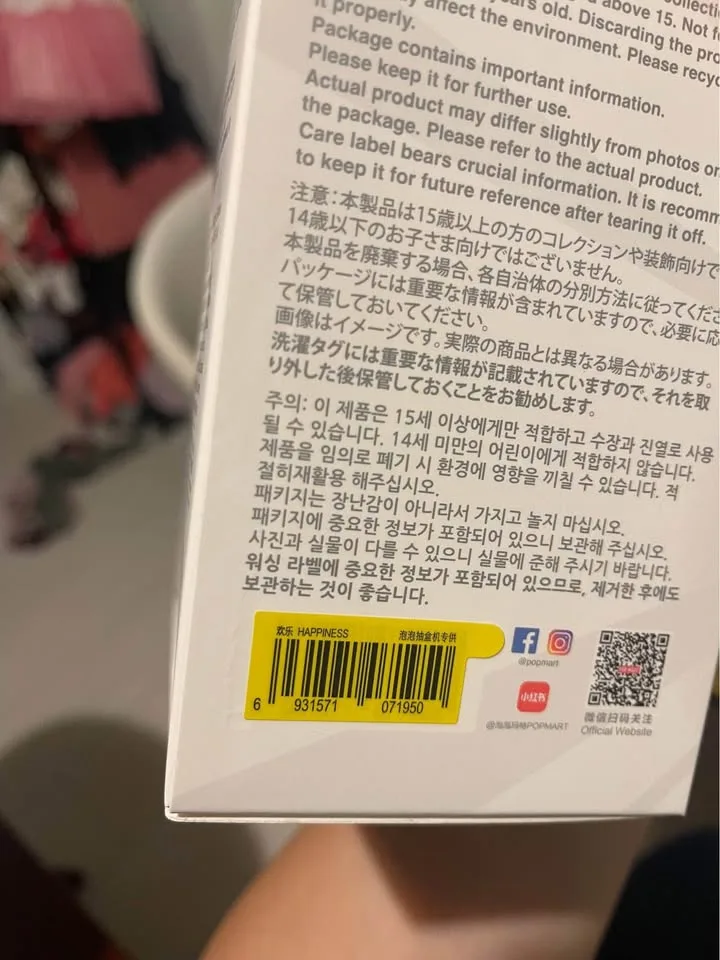 above 15. Not
years old. Discarding the
affect the environment. Please
it properly.
Package contains important information.
Please keep it for further use.
Actual product may differ slightly from photos
the package. Please refer to the actual product.
Care label bears crucial information. It is
to keep it for future reference after tearing it off.
注意：本製品は15歳以上の方のコレクションや装飾向けで
14歳以下のお子さま向けではございません。
本製品を廃棄する場合、各自治体の分別方法に従ってくださ
パッケージには重要な情報が含まれていますので、必要に応
て保管しておいてください。
画像はイメージです。実際の商品とは異なる場合があります。
洗濯タグには重要な情報が記載されていますので、それを取
り外した後保管しておくことをお勧めします。
주의: 이 제품은 15세 이상에게만 적합하고 수장과 진열로 사용
될 수 있습니다. 14세 미만의 어린이에게 적합하지 않습니다.
제품을 임의로 폐기 시 환경에 영향을 끼칠 수 있습니다. 적
절히재활용 해주십시오.
패키지는 장난감이 아니라서 가지고 놀지 마십시오.
패키지에 중요한 정보가 포함되어 있으니 보관해 주십시오.
사진과 실물이 다를 수 있으니 실물에 준해 주시기 바랍니다.
워싱 라벨에 중요한 정보가 포함되어 있으므로, 제거한 후에도
보관하는 것이 좋습니다.
欢乐 HAPPINESS 泡泡抽盒机专供
6 931571 071950
@popmart
小红书
@泡泡玛特POPMART
微信扫码关注
Official Website